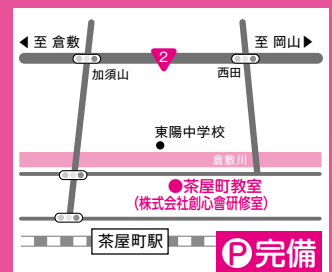 ◀至 倉敷
至 岡山▶
2
加須山
西田
東陽中学校
倉敷川
●茶屋町教室
(株式会社創心會研修室)
茶屋町駅
P完備